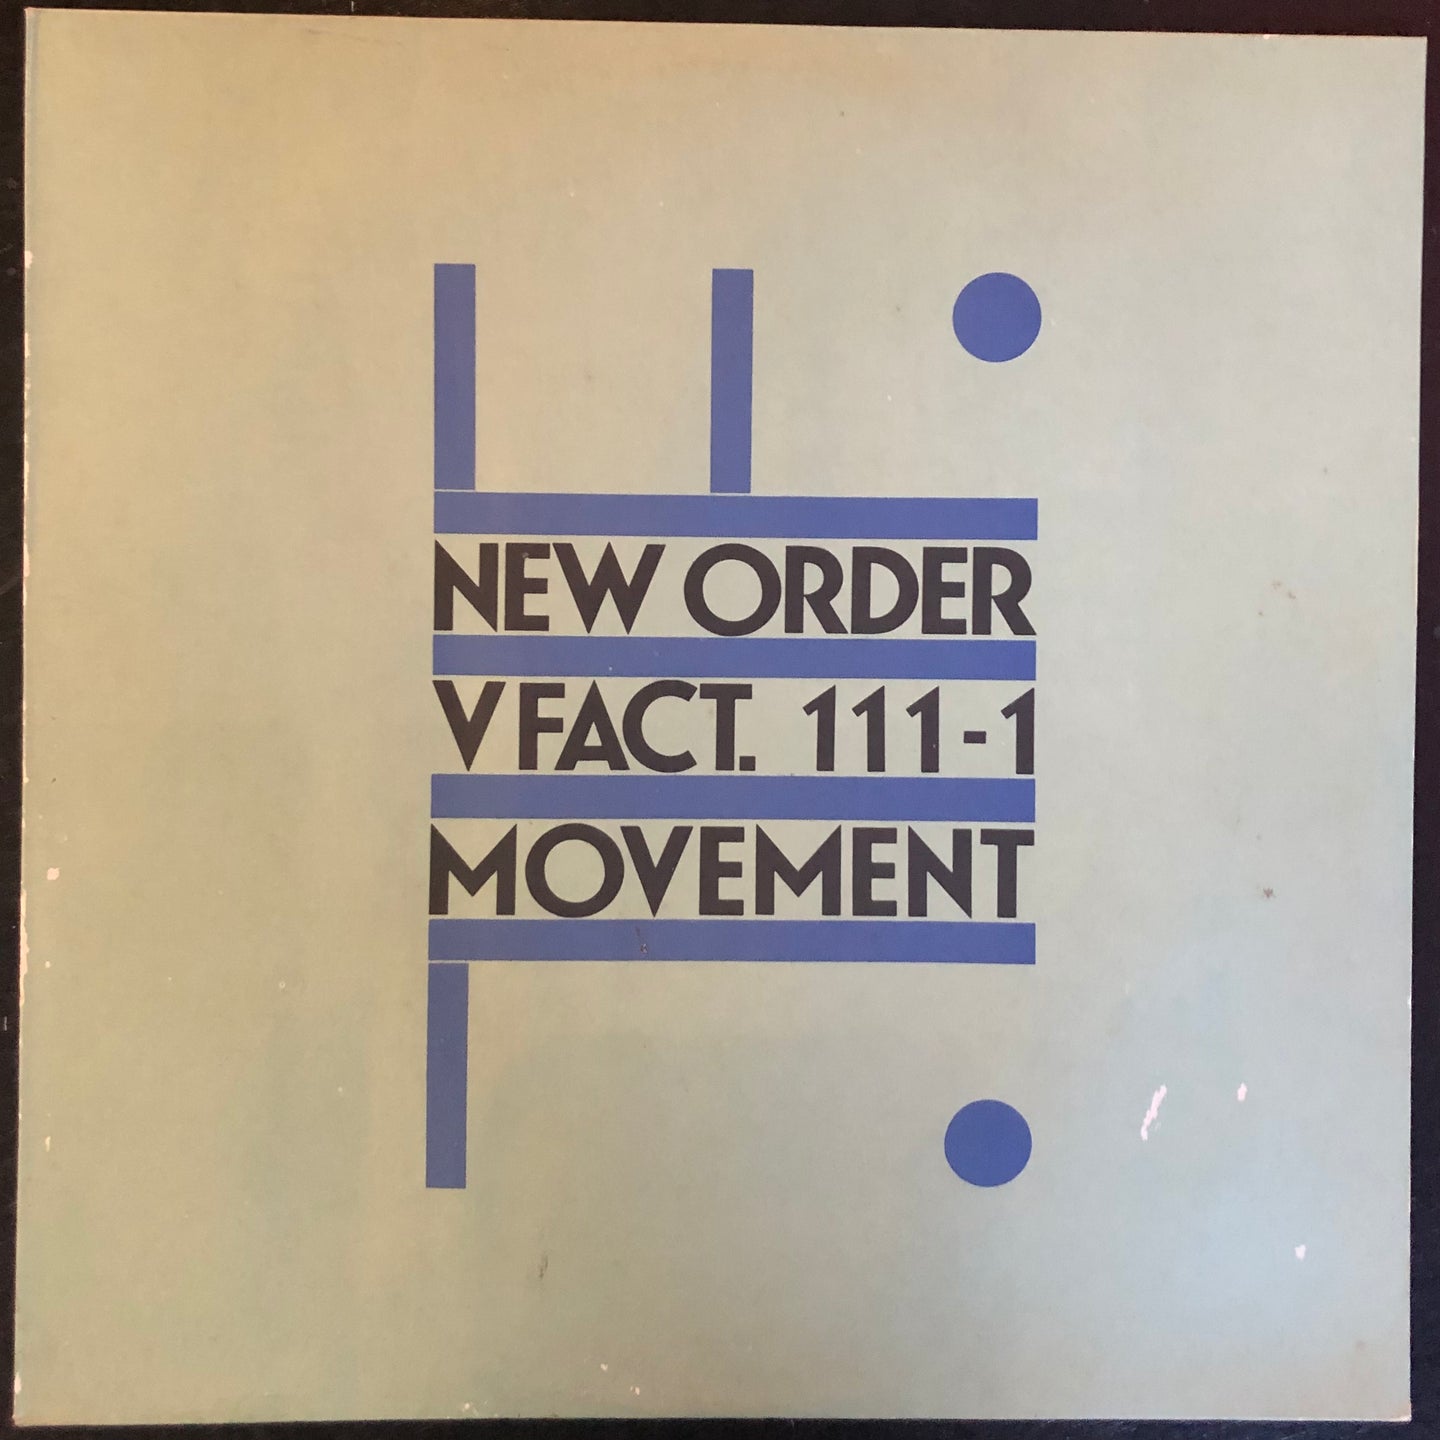 NEW ORDER
V FACT. 111-1
MOVEMENT